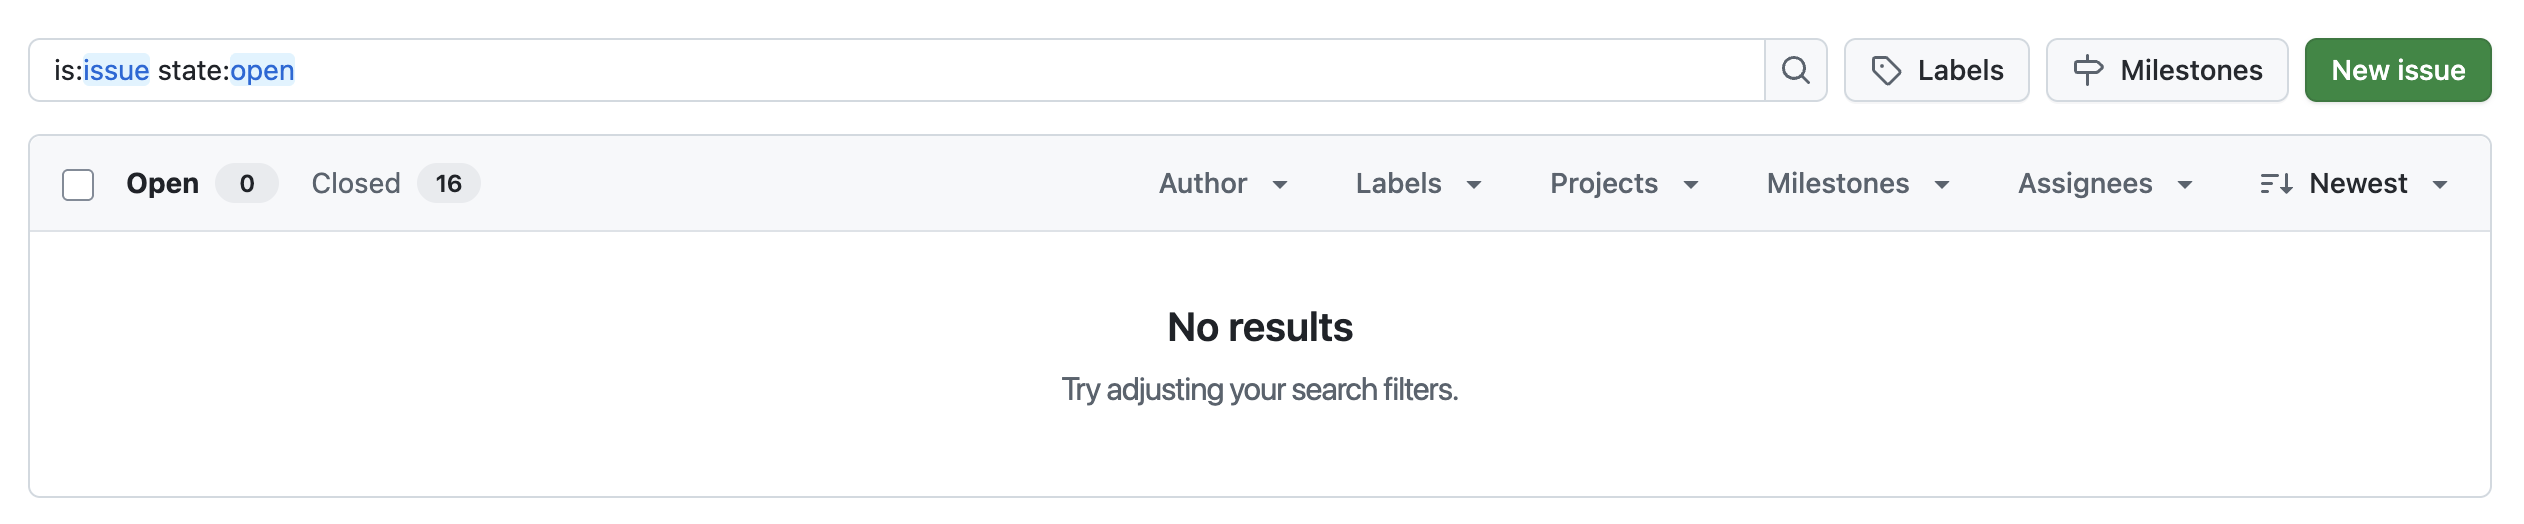 is:issue state:open Labels Milestones New issue
Open 0 Closed 16 Author Labels Projects Milestones Assignees Newest
No results
Try adjusting your search filters.